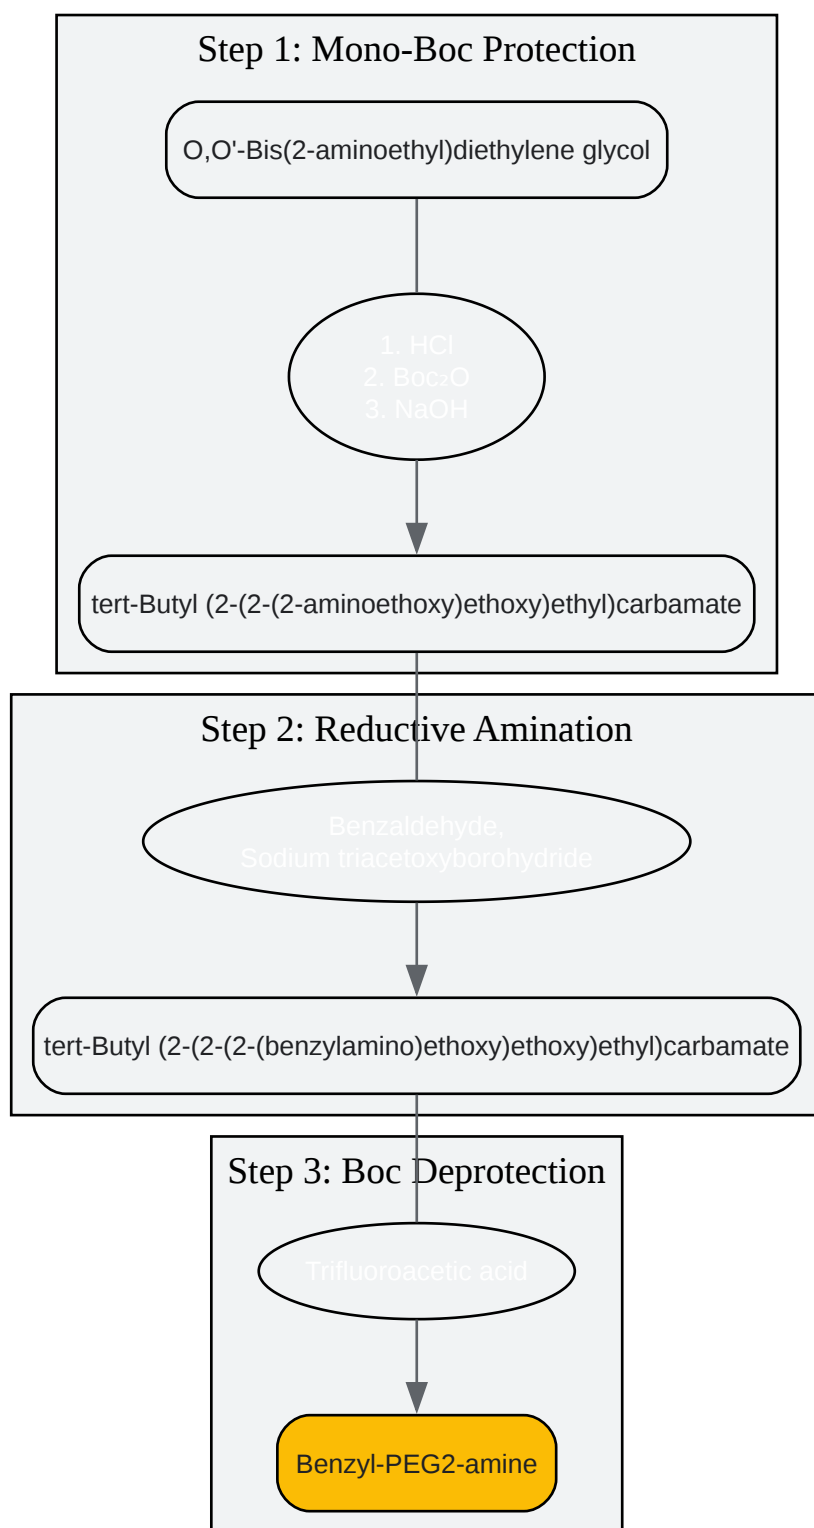 Step 1: Mono-Boc Protection
O,O'-Bis(2-aminoethyl)diethylene glycol
1. HCl
2. Boc₂O
3. NaOH
tert-Butyl (2-(2-(2-aminoethoxy)ethoxy)ethyl)carbamate
Step 2: Reductive Amination
Benzaldehyde,
Sodium triacetoxyborohydride
tert-Butyl (2-(2-(2-(benzylamino)ethoxy)ethoxy)ethyl)carbamate
Step 3: Boc Deprotection
Trifluoroacetic acid
Benzyl-PEG2-amine